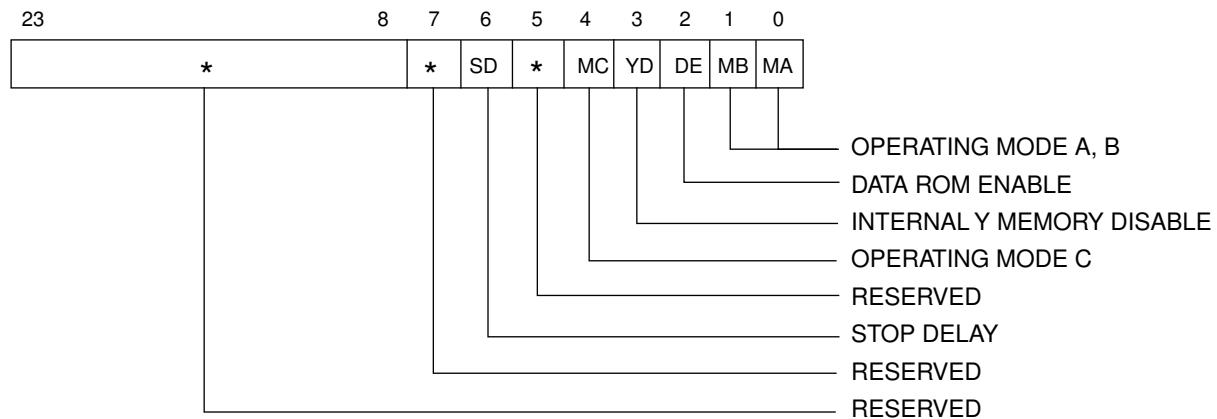 23 8 7 6 5 4 3 2 1 0
* * SD * MC YD DE MB MA
OPERATING MODE A, B
DATA ROM ENABLE
INTERNAL Y MEMORY DISABLE
OPERATING MODE C
RESERVED
STOP DELAY
RESERVED
RESERVED